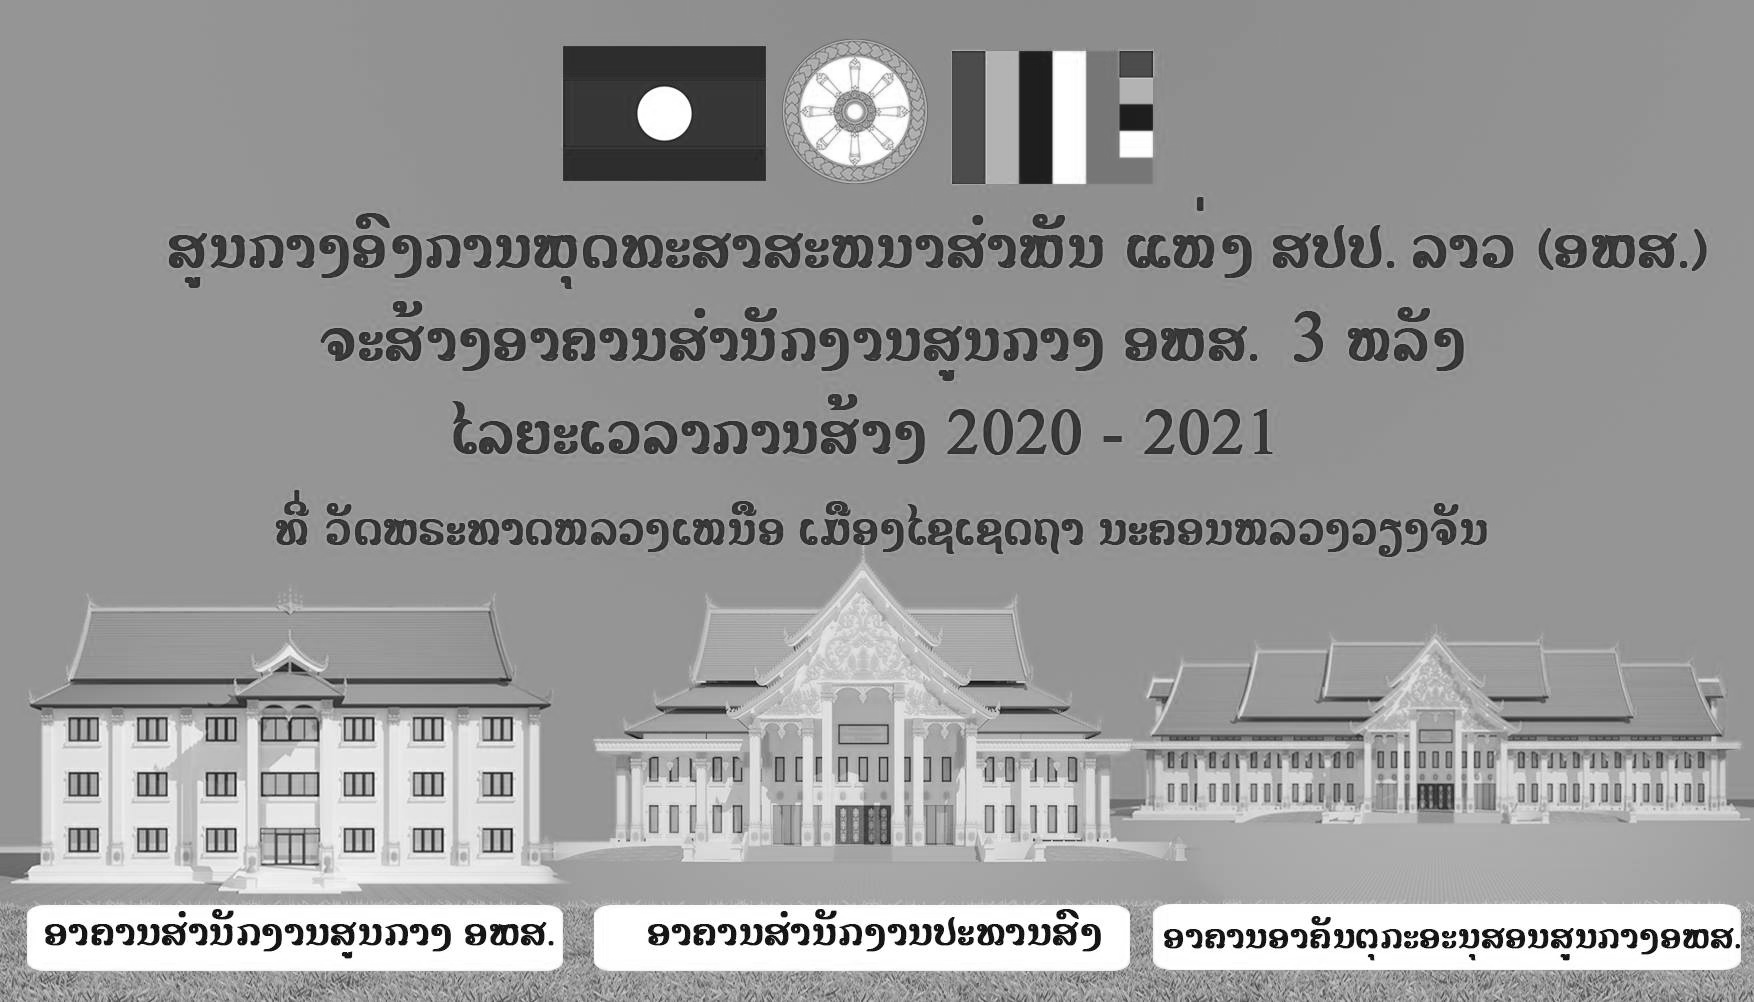 ສູນກາງອົງການພຸດທະສາສະຫນາສຳພັນ ແຫ່ງ ສປປ. ລາວ (ອພສ.)
ຈະສ້າງອາຄານສຳນັກງານສູນກາງ ອພສ. 3 ຫລັງ
ໄລຍະເວລາການສ້າງ 2020 - 2021
ທີ່ ວັດພຣະທາດຫລວງເຫນືອ ເມືອງໄຊເຊດຖາ ນະຄອນຫລວງວຽງຈັນ
ອາຄານສຳນັກງານສູນກາງ ອພສ.
ອາຄານສຳນັກງານປະທານສົງ
ອາຄານອາຄັນຕຸກະອະນຸສອນສູນກາງອພສ.